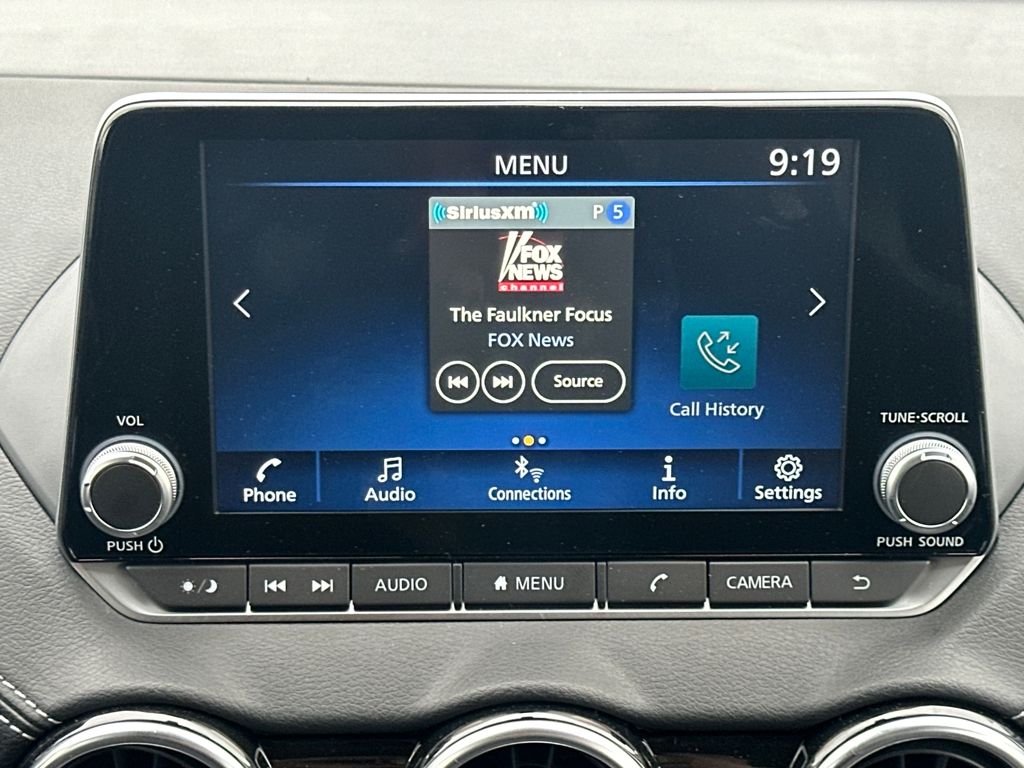 MENU
9:19
SiriusXM
P 5
FOX
NEWS
channel
The Faulkner Focus
FOX News
Source
Call History
VOL
TUNE·SCROLL
Phone
Audio
Connections
Info
Settings
PUSH
PUSH SOUND
AUDIO
MENU
CAMERA